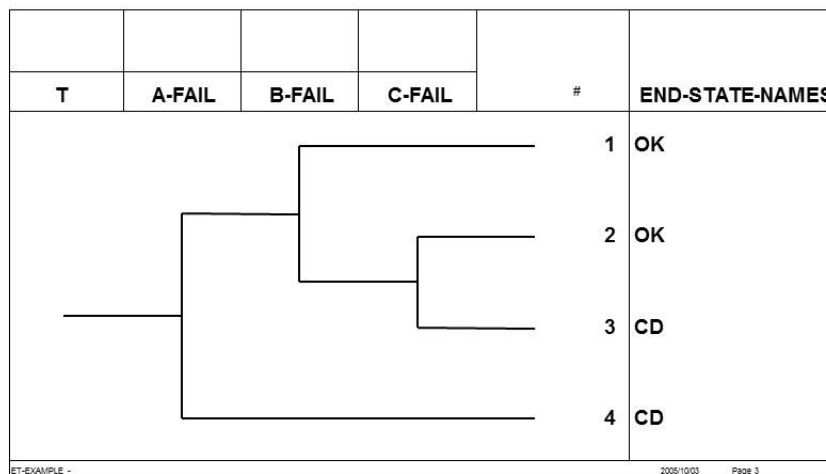 T A-FAIL B-FAIL C-FAIL # END-STATE-NAMES
1 OK
2 OK
3 CD
4 CD
ET-EXAMPLE - 2005/10/03 Page 3